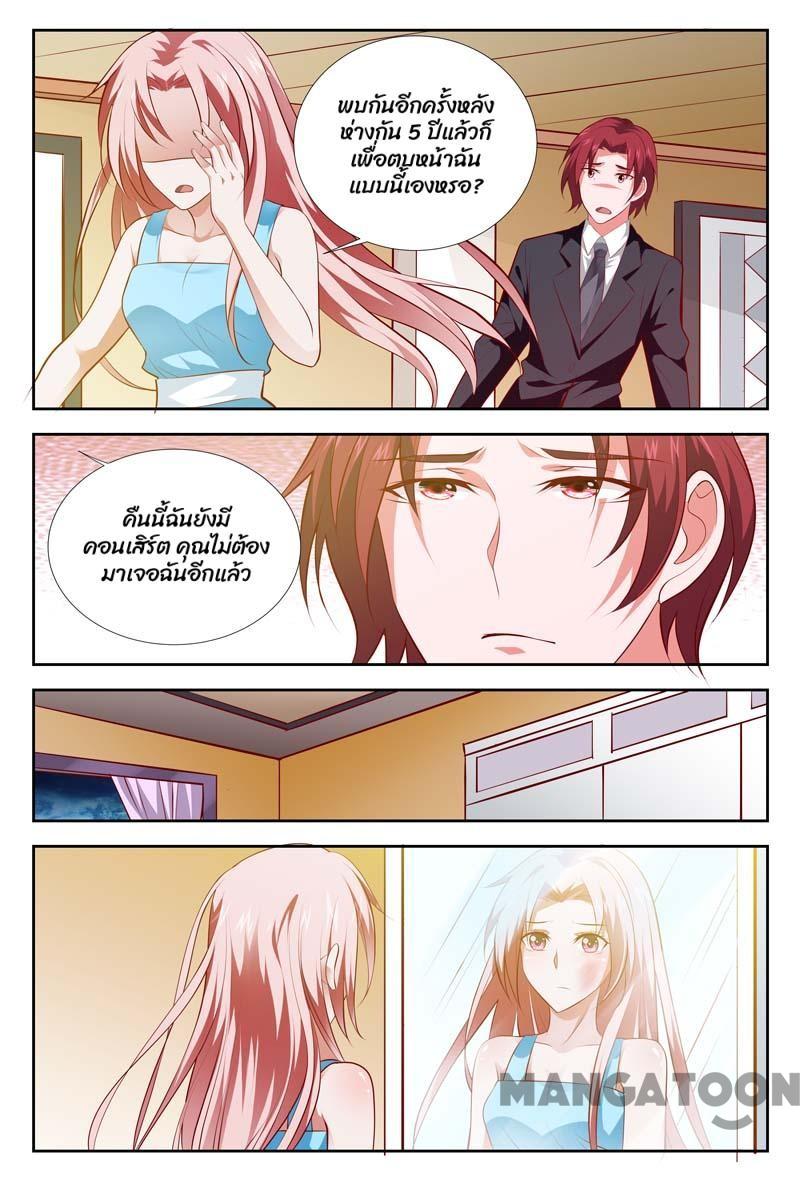 พบกันอีกครั้งหลัง
ห่างกัน 5 ปีแล้วก็
เพื่อตบหน้าฉัน
แบบนี้เองหรอ?
คืนนี้ฉันยังมี
คอนเสิร์ต คุณไม่ต้อง
มาเจอฉันอีกแล้ว
MANGATOON